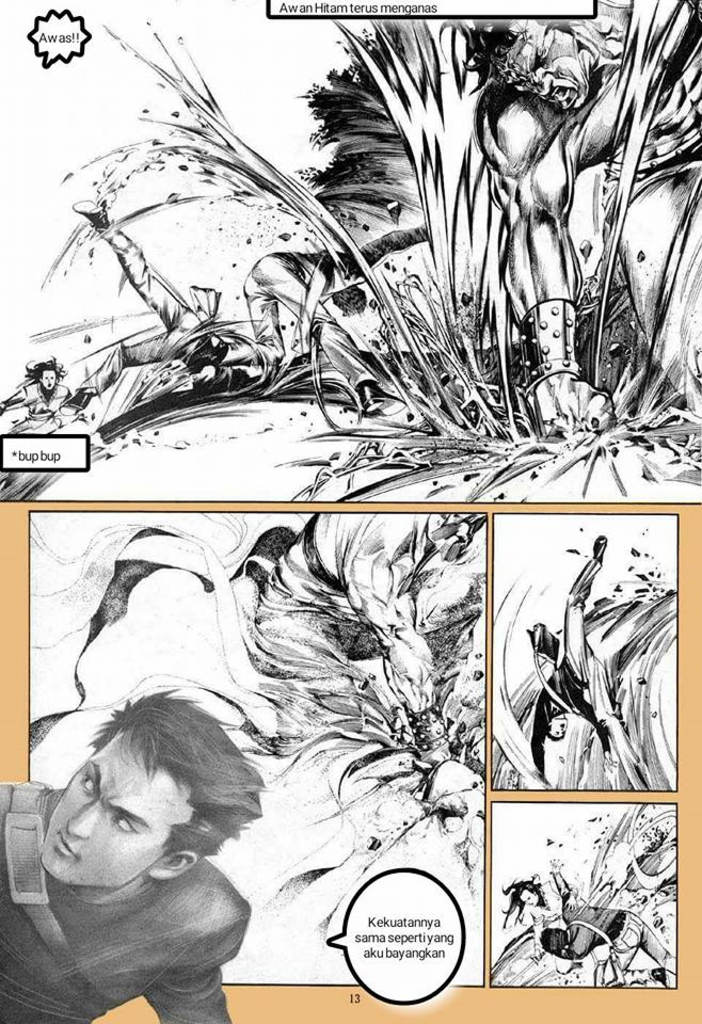 Awan Hitam terus menganas
Awas!!
*bup bup
Kekuatannya
sama seperti yang
aku bayangkan
13